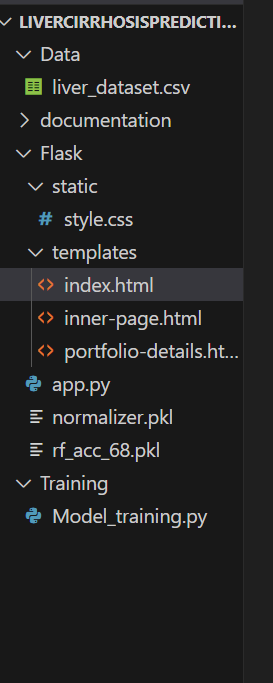 LIVERCIRRHOSISPREDICTI...
Data
liver_dataset.csv
documentation
Flask
static
# style.css
templates
<> index.html
<> inner-page.html
<> portfolio-details.ht...
app.py
normalizer.pkl
rf_acc_68.pkl
Training
Model_training.py